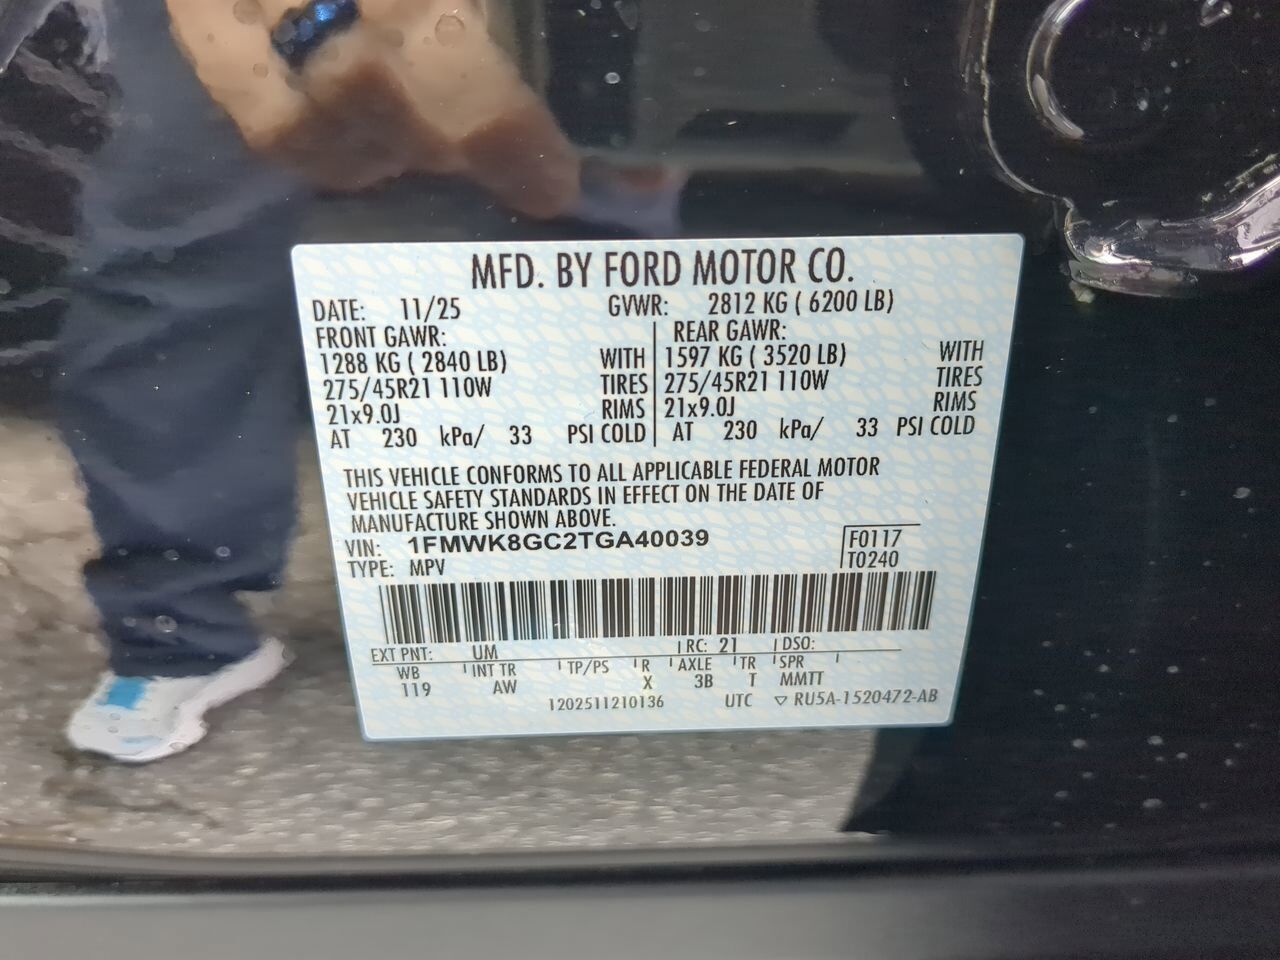 MFD. BY FORD MOTOR CO.
DATE: 11/25 GVWR: 2812 KG ( 6200 LB)
FRONT GAWR: REAR GAWR:
1288 KG ( 2840 LB) WITH 1597 KG ( 3520 LB) WITH
275/45R21 110W TIRES 275/45R21 110W TIRES
21x9.0J RIMS 21x9.0J RIMS
AT 230 kPa/ 33 PSI COLD AT 230 kPa/ 33 PSI COLD
THIS VEHICLE CONFORMS TO ALL APPLICABLE FEDERAL MOTOR
VEHICLE SAFETY STANDARDS IN EFFECT ON THE DATE OF
MANUFACTURE SHOWN ABOVE.
VIN: 1FMWK8GC2TGA40039 F0117
TYPE: MPV T0240
EXT PNT: UM RC: 21 DSO:
WB INT TR TP/PS R AXLE TR SPR
119 AW X 3B T MMTT
1202511210136 UTC ▽ RU5A-1520472-AB